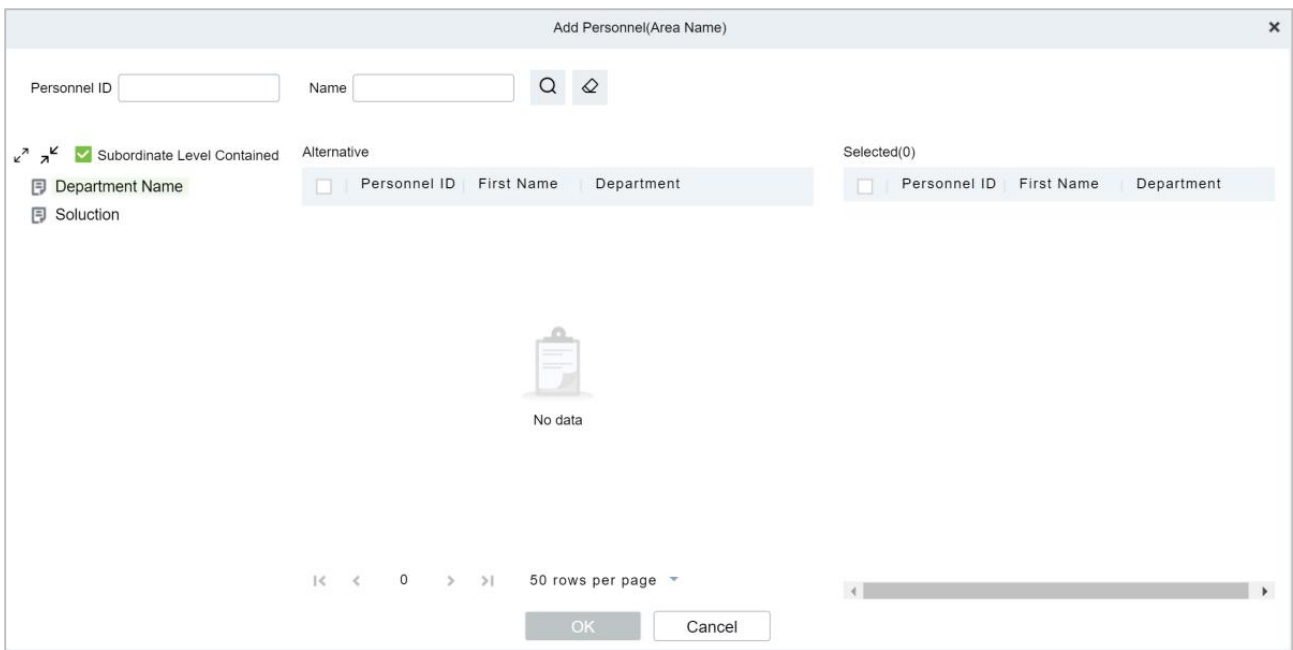 Add Personnel(Area Name)
Personnel ID
Name
Subordinate Level Contained
Department Name
Soluction
Alternative
Personnel ID First Name Department
No data
0
50 rows per page
Selected(0)
Personnel ID First Name Department
OK
Cancel